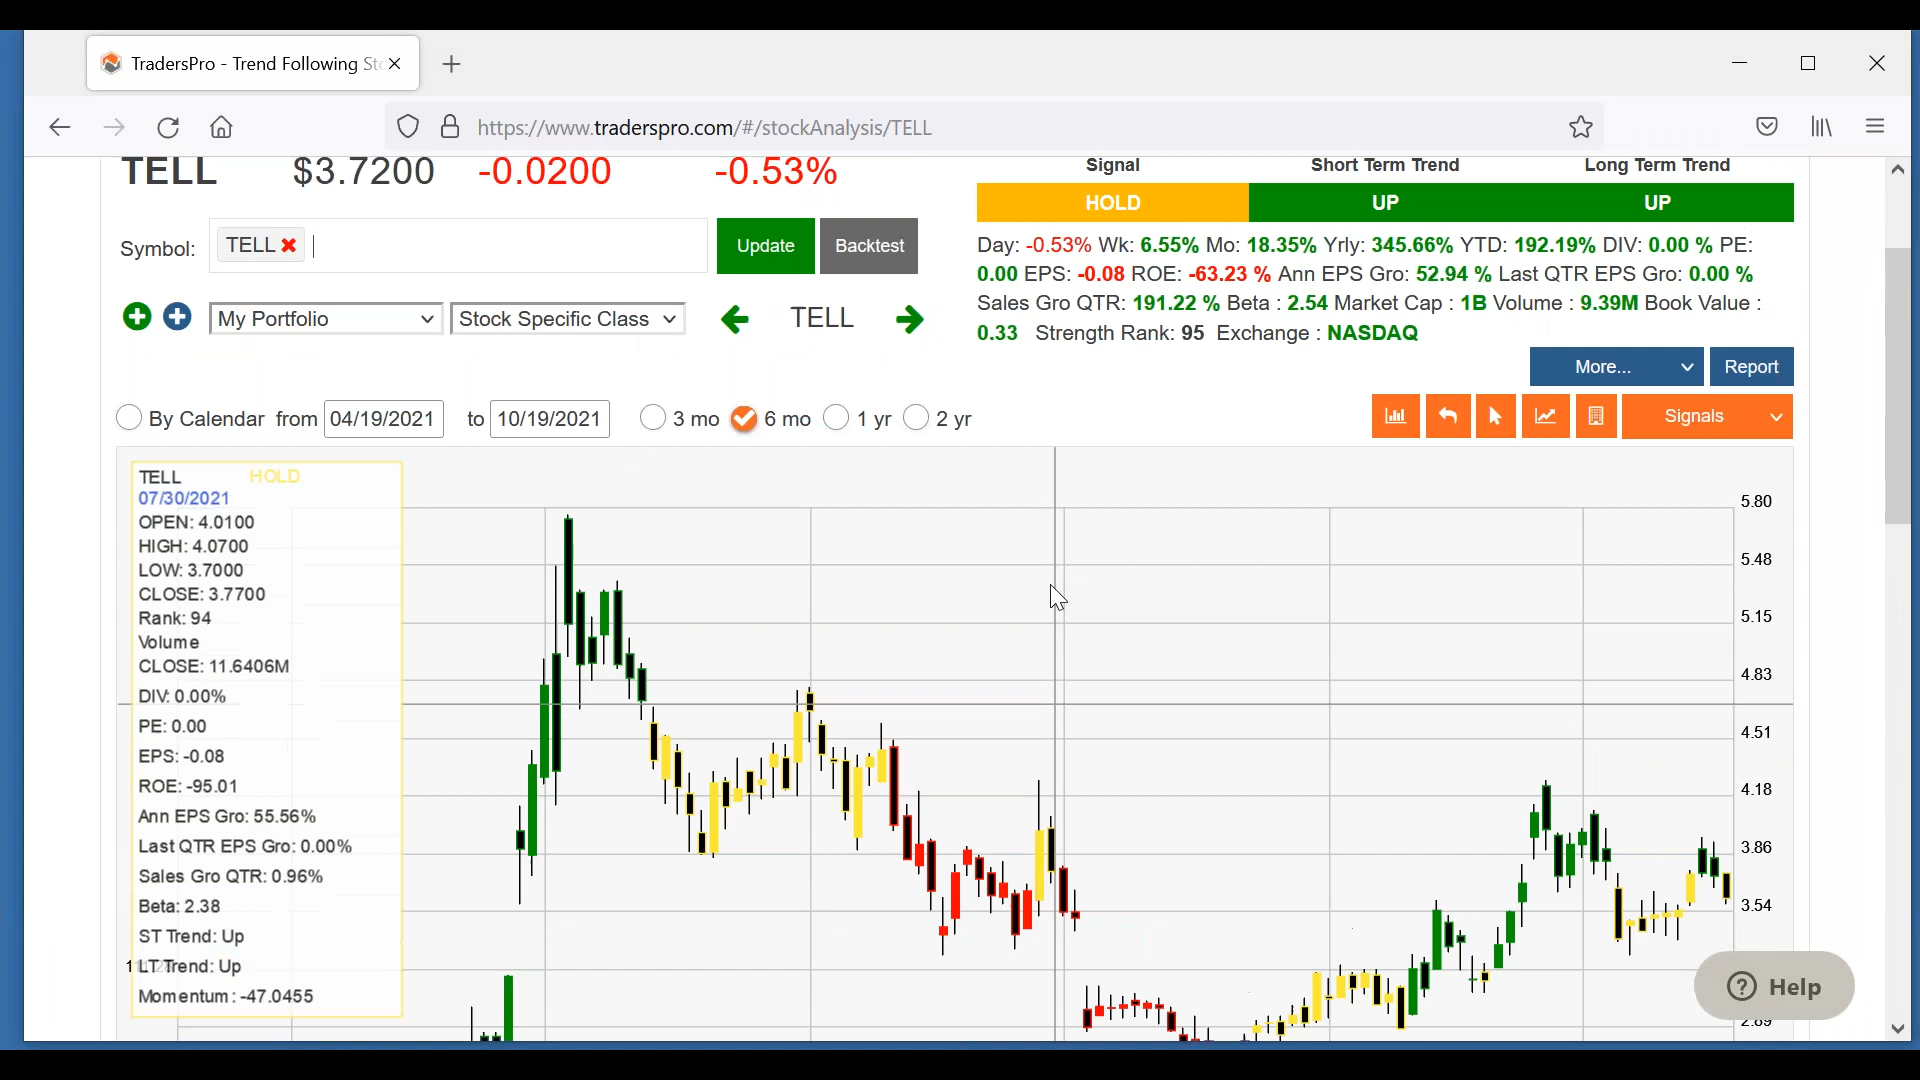 TradersPro - Trend Following Sto
https://www.traderspro.com/#/stockAnalysis/TELL
TELL $3.7200 -0.0200 -0.53%
Signal Short Term Trend Long Term Trend
HOLD UP UP
Symbol: TELL Update Backtest
Day: -0.53% Wk: 6.55% Mo: 18.35% Yrly: 345.66% YTD: 192.19% DIV: 0.00 % PE:
0.00 EPS: -0.08 ROE: -63.23 % Ann EPS Gro: 52.94 % Last QTR EPS Gro: 0.00 %
Sales Gro QTR: 191.22 % Beta : 2.54 Market Cap : 1B Volume : 9.39M Book Value :
0.33 Strength Rank: 95 Exchange : NASDAQ
My Portfolio Stock Specific Class TELL
More... Report
By Calendar from 04/19/2021 to 10/19/2021 3 mo 6 mo 1 yr 2 yr
Signals
TELL HOLD
07/30/2021
OPEN: 4.0100
HIGH: 4.0700
LOW: 3.7000
CLOSE: 3.7700
Rank: 94
Volume
CLOSE: 11.6406M
DIV: 0.00%
PE: 0.00
EPS: -0.08
ROE: -95.01
Ann EPS Gro: 55.56%
Last QTR EPS Gro: 0.00%
Sales Gro QTR: 0.96%
Beta: 2.38
ST Trend: Up
LT Trend: Up
Momentum : -47.0455
5.80
5.48
5.15
4.83
4.51
4.18
3.86
3.54
Help
2.89